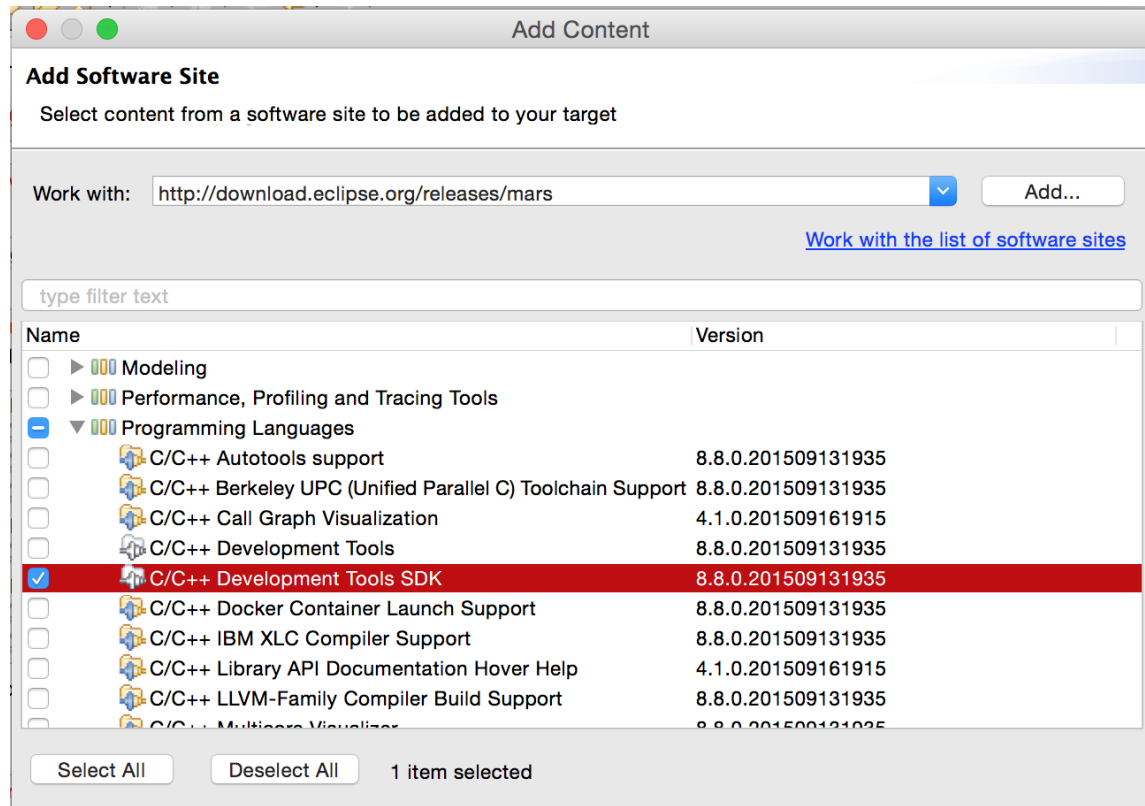 Add Content
Add Software Site
Select content from a software site to be added to your target
Work with: http://download.eclipse.org/releases/mars Add...
Work with the list of software sites
type filter text
Name Version
Modeling
Performance, Profiling and Tracing Tools
Programming Languages
C/C++ Autotools support 8.8.0.201509131935
C/C++ Berkeley UPC (Unified Parallel C) Toolchain Support 8.8.0.201509131935
C/C++ Call Graph Visualization 4.1.0.201509161915
C/C++ Development Tools 8.8.0.201509131935
C/C++ Development Tools SDK 8.8.0.201509131935
C/C++ Docker Container Launch Support 8.8.0.201509131935
C/C++ IBM XLC Compiler Support 8.8.0.201509131935
C/C++ Library API Documentation Hover Help 4.1.0.201509161915
C/C++ LLVM-Family Compiler Build Support 8.8.0.201509131935
C/C++ Multicore Visualizer 8.8.0.201509131935
Select All Deselect All 1 item selected